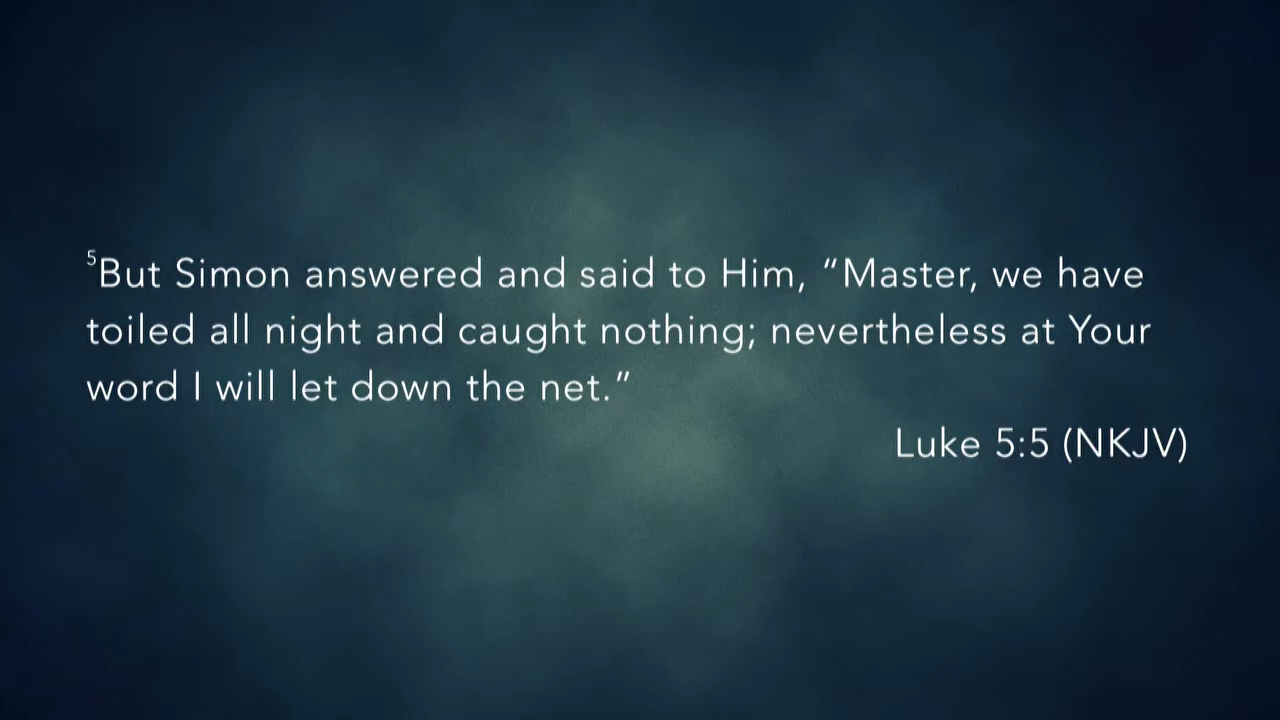 ⁵But Simon answered and said to Him, “Master, we have
toiled all night and caught nothing; nevertheless at Your
word I will let down the net.”
Luke 5:5 (NKJV)